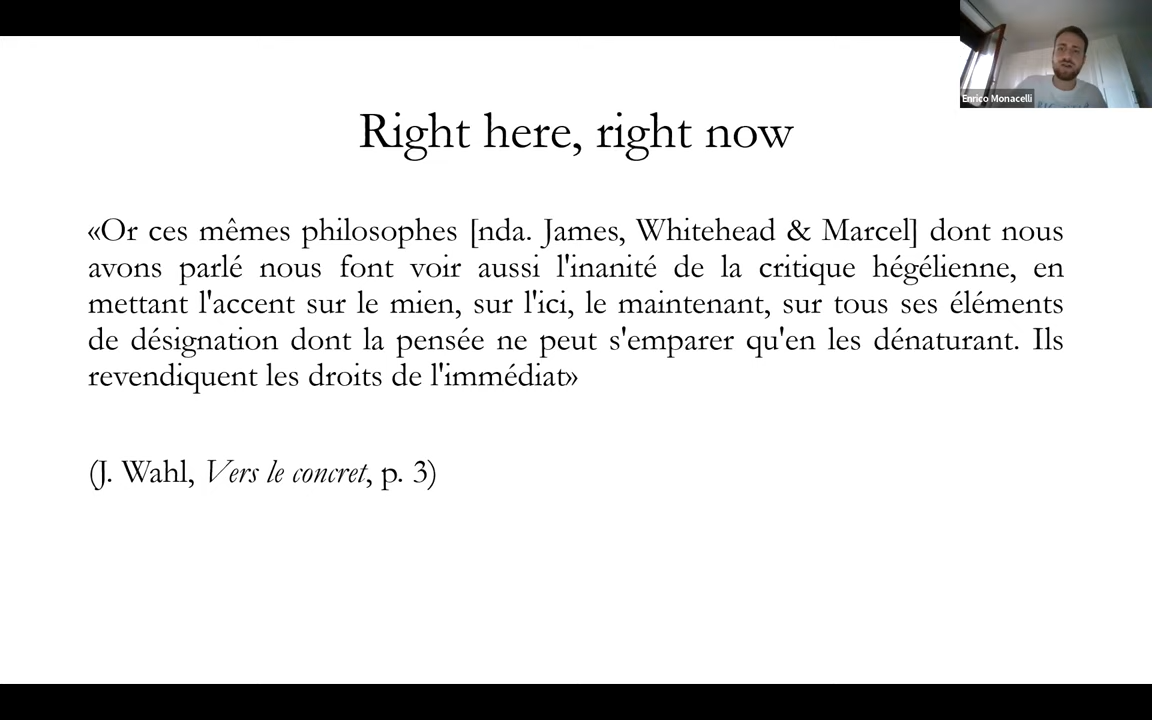 Enrico Monacelli
Right here, right now
«Or ces mêmes philosophes [nda. James, Whitehead & Marcel] dont nous
avons parlé nous font voir aussi l'inanité de la critique hégélienne, en
mettant l'accent sur le mien, sur l'ici, le maintenant, sur tous ses éléments
de désignation dont la pensée ne peut s'emparer qu'en les dénaturant. Ils
revendiquent les droits de l'immédiat»
(J. Wahl, Vers le concret, p. 3)